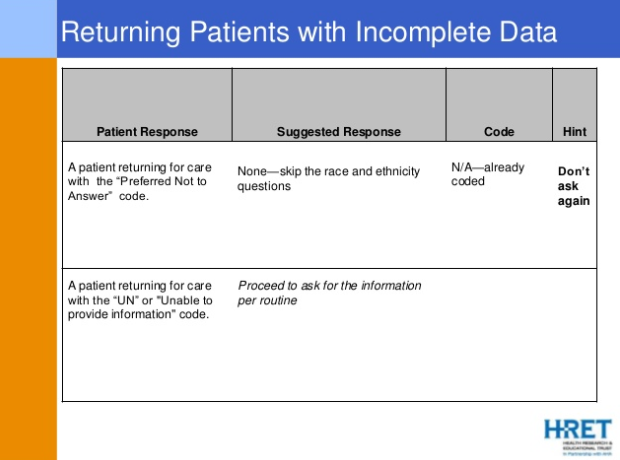 Returning Patients with Incomplete Data
Patient Response
Suggested Response
Code
Hint
A patient returning for care
with the “Preferred Not to
Answer” code.
None—skip the race and ethnicity
questions
N/A—already
coded
Don’t
ask
again
A patient returning for care
with the “UN” or "Unable to
provide information" code.
Proceed to ask for the information
per routine
HRET
HEALTH RESEARCH &
EDUCATIONAL TRUST
In Partnership with AHA